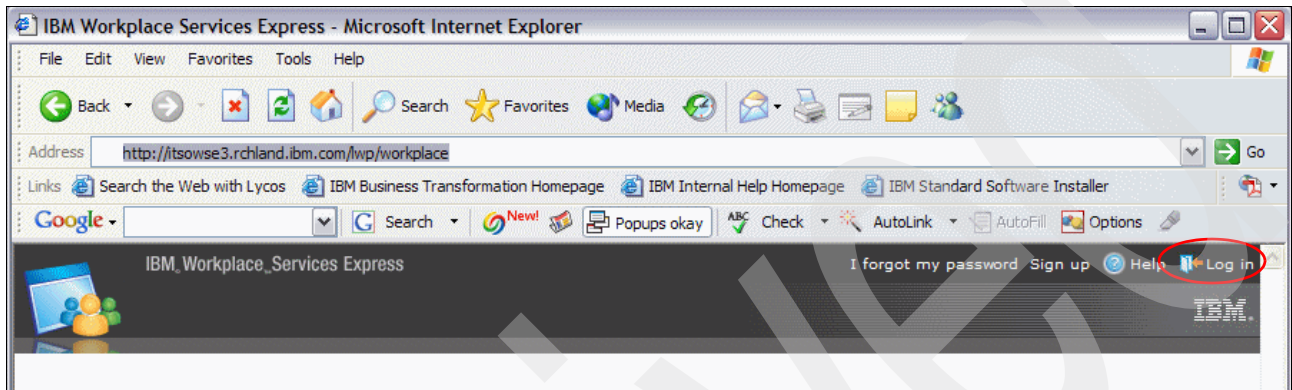 IBM Workplace Services Express - Microsoft Internet Explorer
File Edit View Favorites Tools Help
Back Search Favorites Media
Address http://itsowse3.rchland.ibm.com/lwp/workplace Go
Links Search the Web with Lycos IBM Business Transformation Homepage IBM Internal Help Homepage IBM Standard Software Installer
Google Search New! Popups okay ABC Check AutoLink AutoFill Options
IBM® Workplace™ Services Express I forgot my password Sign up Help Log in
IBM®